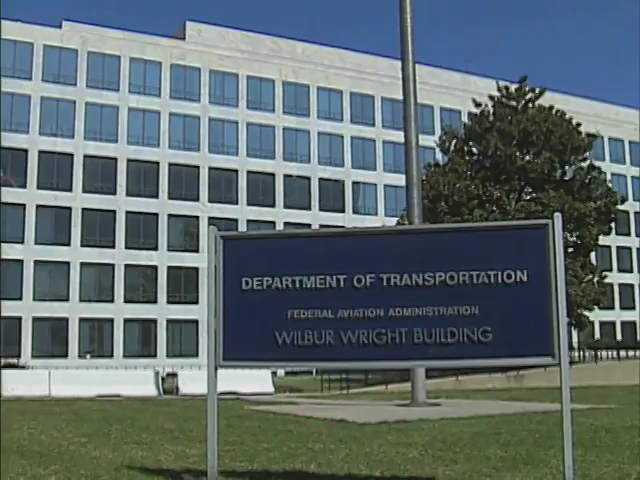 DEPARTMENT OF TRANSPORTATION
FEDERAL AVIATION ADMINISTRATION
WILBUR WRIGHT BUILDING